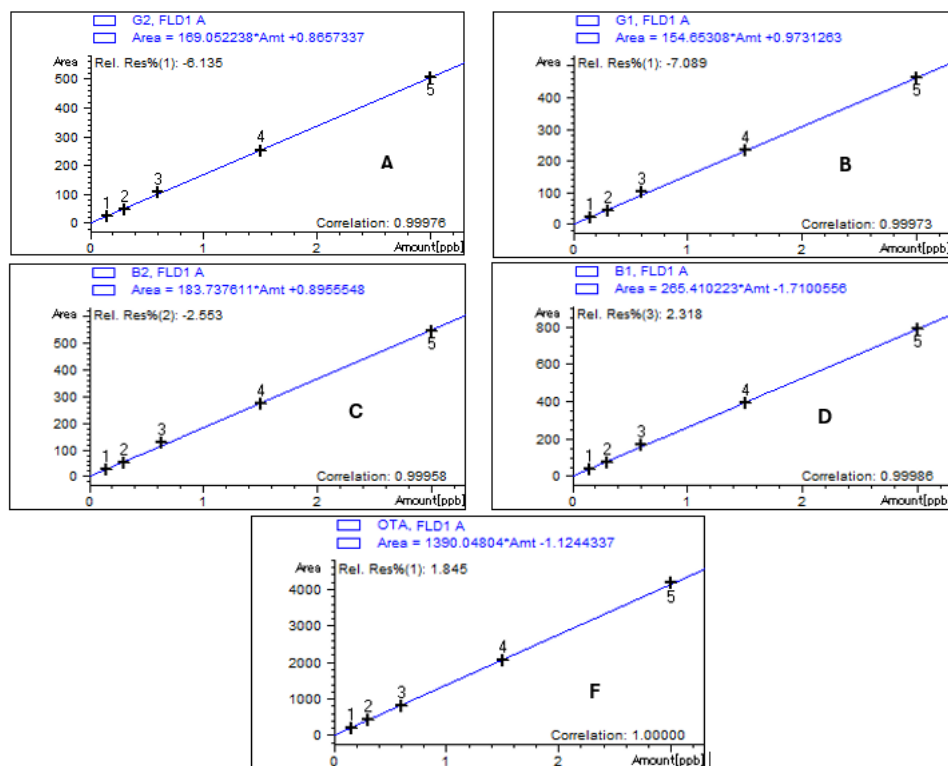 G2, FLD1 A
Area = 169.052238*Amt +0.8657337
Area
Rel. Res%(1): -6.135
500
400
300
200
100
0
1
2
3
4
5
A
Correlation: 0.99976
0
1
2
Amount[ppb]
G1, FLD1 A
Area = 154.65308*Amt +0.9731263
Area
Rel. Res%(1): -7.089
400
300
200
100
0
1
2
3
4
5
B
Correlation: 0.99973
0
1
2
Amount[ppb]
B2, FLD1 A
Area = 183.737611*Amt +0.8955548
Area
Rel. Res%(2): -2.553
500
400
300
200
100
0
1
2
3
4
5
C
Correlation: 0.99958
0
1
2
Amount[ppb]
B1, FLD1 A
Area = 265.410223*Amt -1.7100556
Area
Rel. Res%(3): 2.318
800
600
400
200
0
1
2
3
4
5
D
Correlation: 0.99986
0
1
2
Amount[ppb]
OTA, FLD1 A
Area = 1390.04804*Amt -1.1244337
Area
Rel. Res%(1): 1.845
4000
3000
2000
1000
0
1
2
3
4
5
F
Correlation: 1.00000
0
2
Amount[ppb]